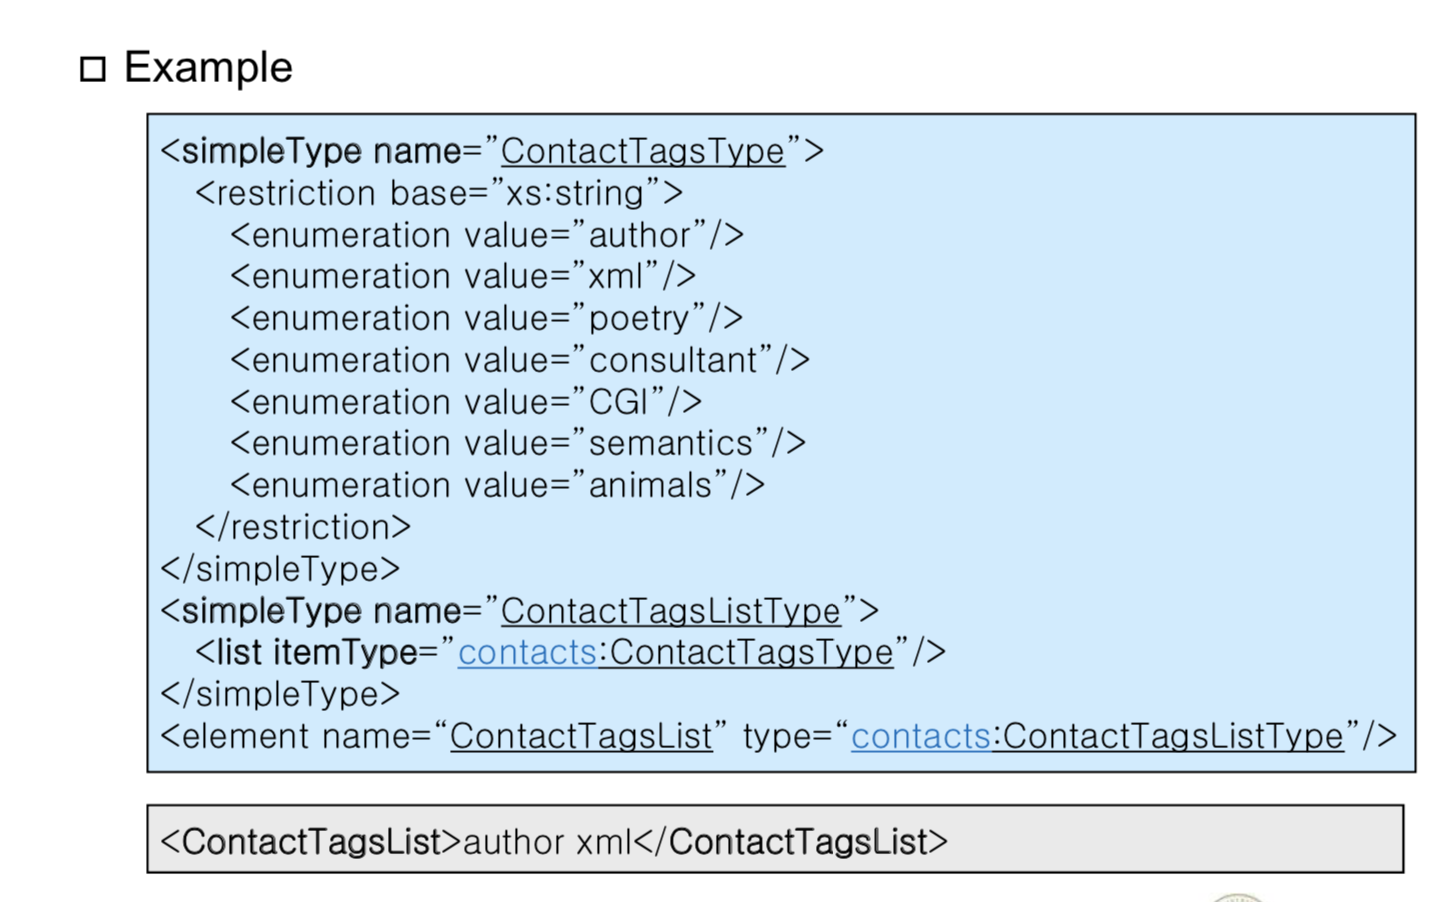 Example
<simpleType name=”ContactTagsType”>
<restriction base=”xs:string”>
<enumeration value=”author”/>
<enumeration value=”xml”/>
<enumeration value=”poetry”/>
<enumeration value=”consultant”/>
<enumeration value=”CGI”/>
<enumeration value=”semantics”/>
<enumeration value=”animals”/>
</restriction>
</simpleType>
<simpleType name=”ContactTagsListType”>
<list itemType=”contacts:ContactTagsType”/>
</simpleType>
<element name=“ContactTagsList” type=“contacts:ContactTagsListType”/>
<ContactTagsList>author xml</ContactTagsList>